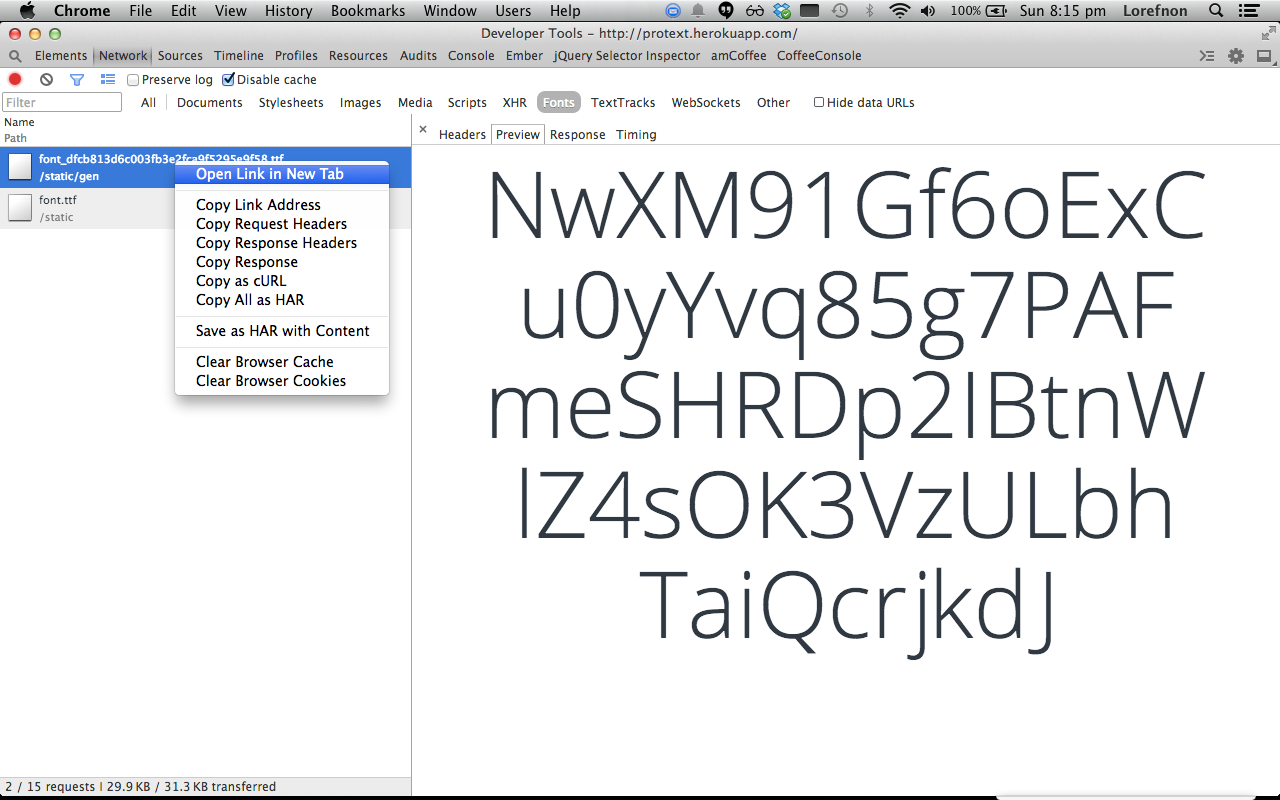 Chrome File Edit View History Bookmarks Window Users Help 100% Sun 8:15 pm Lorefnon
Developer Tools - http://protext.herokuapp.com/
Elements Network Sources Timeline Profiles Resources Audits Console Ember jQuery Selector Inspector amCoffee CoffeeConsole
Preserve log Disable cache
Filter All Documents Stylesheets Images Media Scripts XHR Fonts TextTracks WebSockets Other Hide data URLs
Name
Path
× Headers Preview Response Timing
font_dfcb813d6c003fb3e2fca9f5295e9f58.ttf
/static/gen
font.ttf
/static
Open Link in New Tab
Copy Link Address
Copy Request Headers
Copy Response Headers
Copy Response
Copy as cURL
Copy All as HAR
Save as HAR with Content
Clear Browser Cache
Clear Browser Cookies
NwXM91Gf6oExC
u0yYvq85g7PAF
meSHRDp2IBtnW
lZ4sOK3VzULbh
TaiQcrjkdJ
2 / 15 requests | 29.9 KB / 31.3 KB transferred